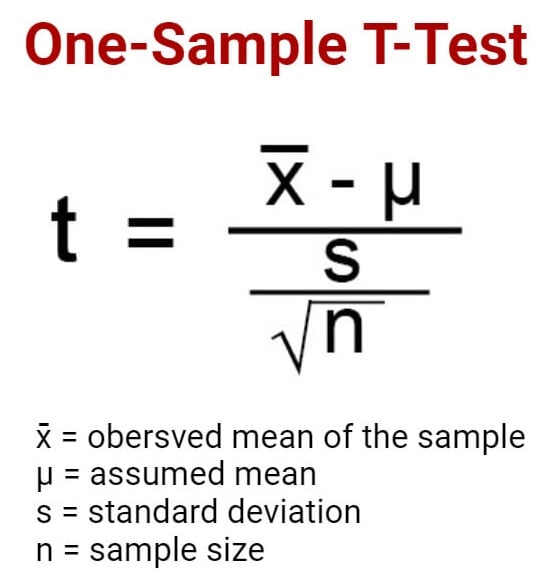 One-Sample T-Test
t = x̄ - μ
s
√n
x̄ = obersved mean of the sample
μ = assumed mean
s = standard deviation
n = sample size